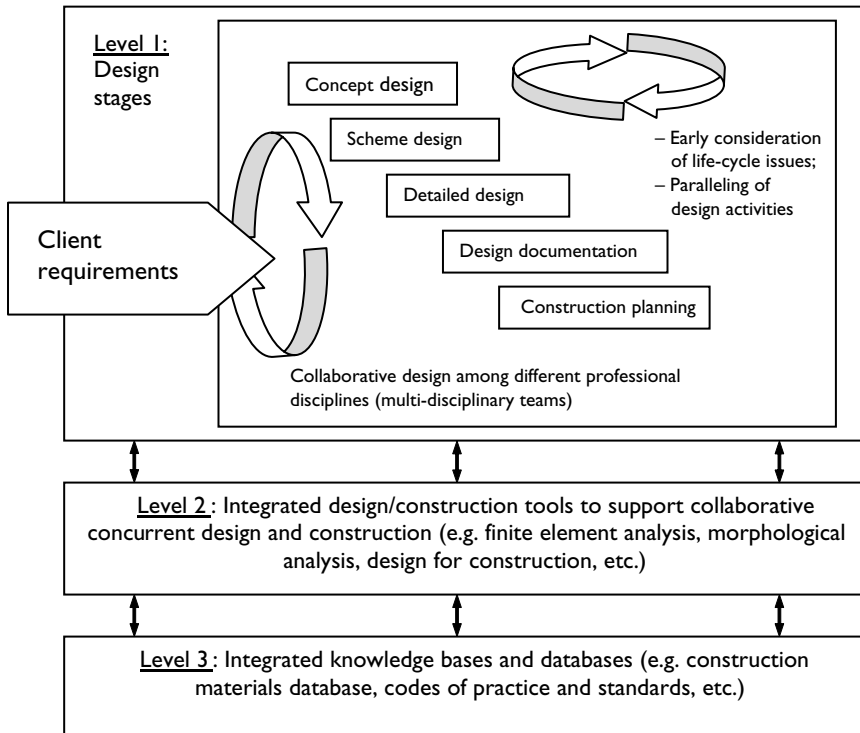 Level 1:
Design
stages
Concept design
Scheme design
Detailed design
Design documentation
Construction planning
– Early consideration
of life-cycle issues;
– Paralleling of
design activities
Client
requirements
Collaborative design among different professional
disciplines (multi-disciplinary teams)
Level 2: Integrated design/construction tools to support collaborative
concurrent design and construction (e.g. finite element analysis, morphological
analysis, design for construction, etc.)
Level 3: Integrated knowledge bases and databases (e.g. construction
materials database, codes of practice and standards, etc.)